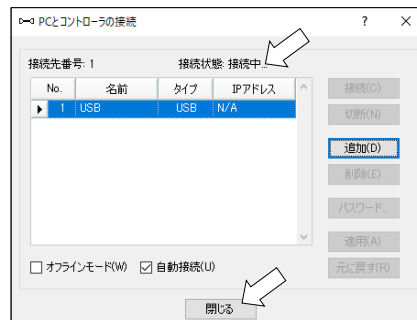 PCとコントローラの接続
接続先番号: 1 接続状態: 接続中...
No. 名前 タイプ IPアドレス
1 USB USB N/A
接続(C)
切断(N)
追加(D)
削除(E)
パスワード...
適用(A)
オフラインモード(W) 自動接続(U) 元に戻す(R)
閉じる